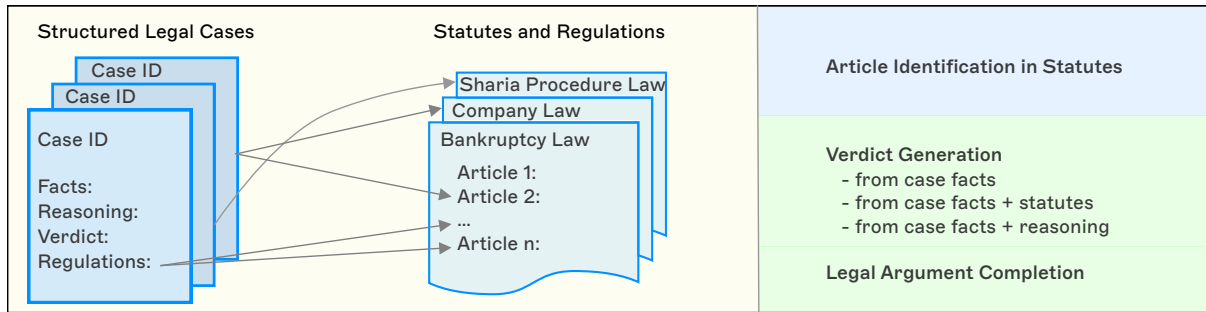 Structured Legal Cases
Case ID
Case ID
Case ID
Facts:
Reasoning:
Verdict:
Regulations:
Statutes and Regulations
Sharia Procedure Law
Company Law
Bankruptcy Law
Article 1:
Article 2:
...
Article n:
Article Identification in Statutes
Verdict Generation
- from case facts
- from case facts + statutes
- from case facts + reasoning
Legal Argument Completion